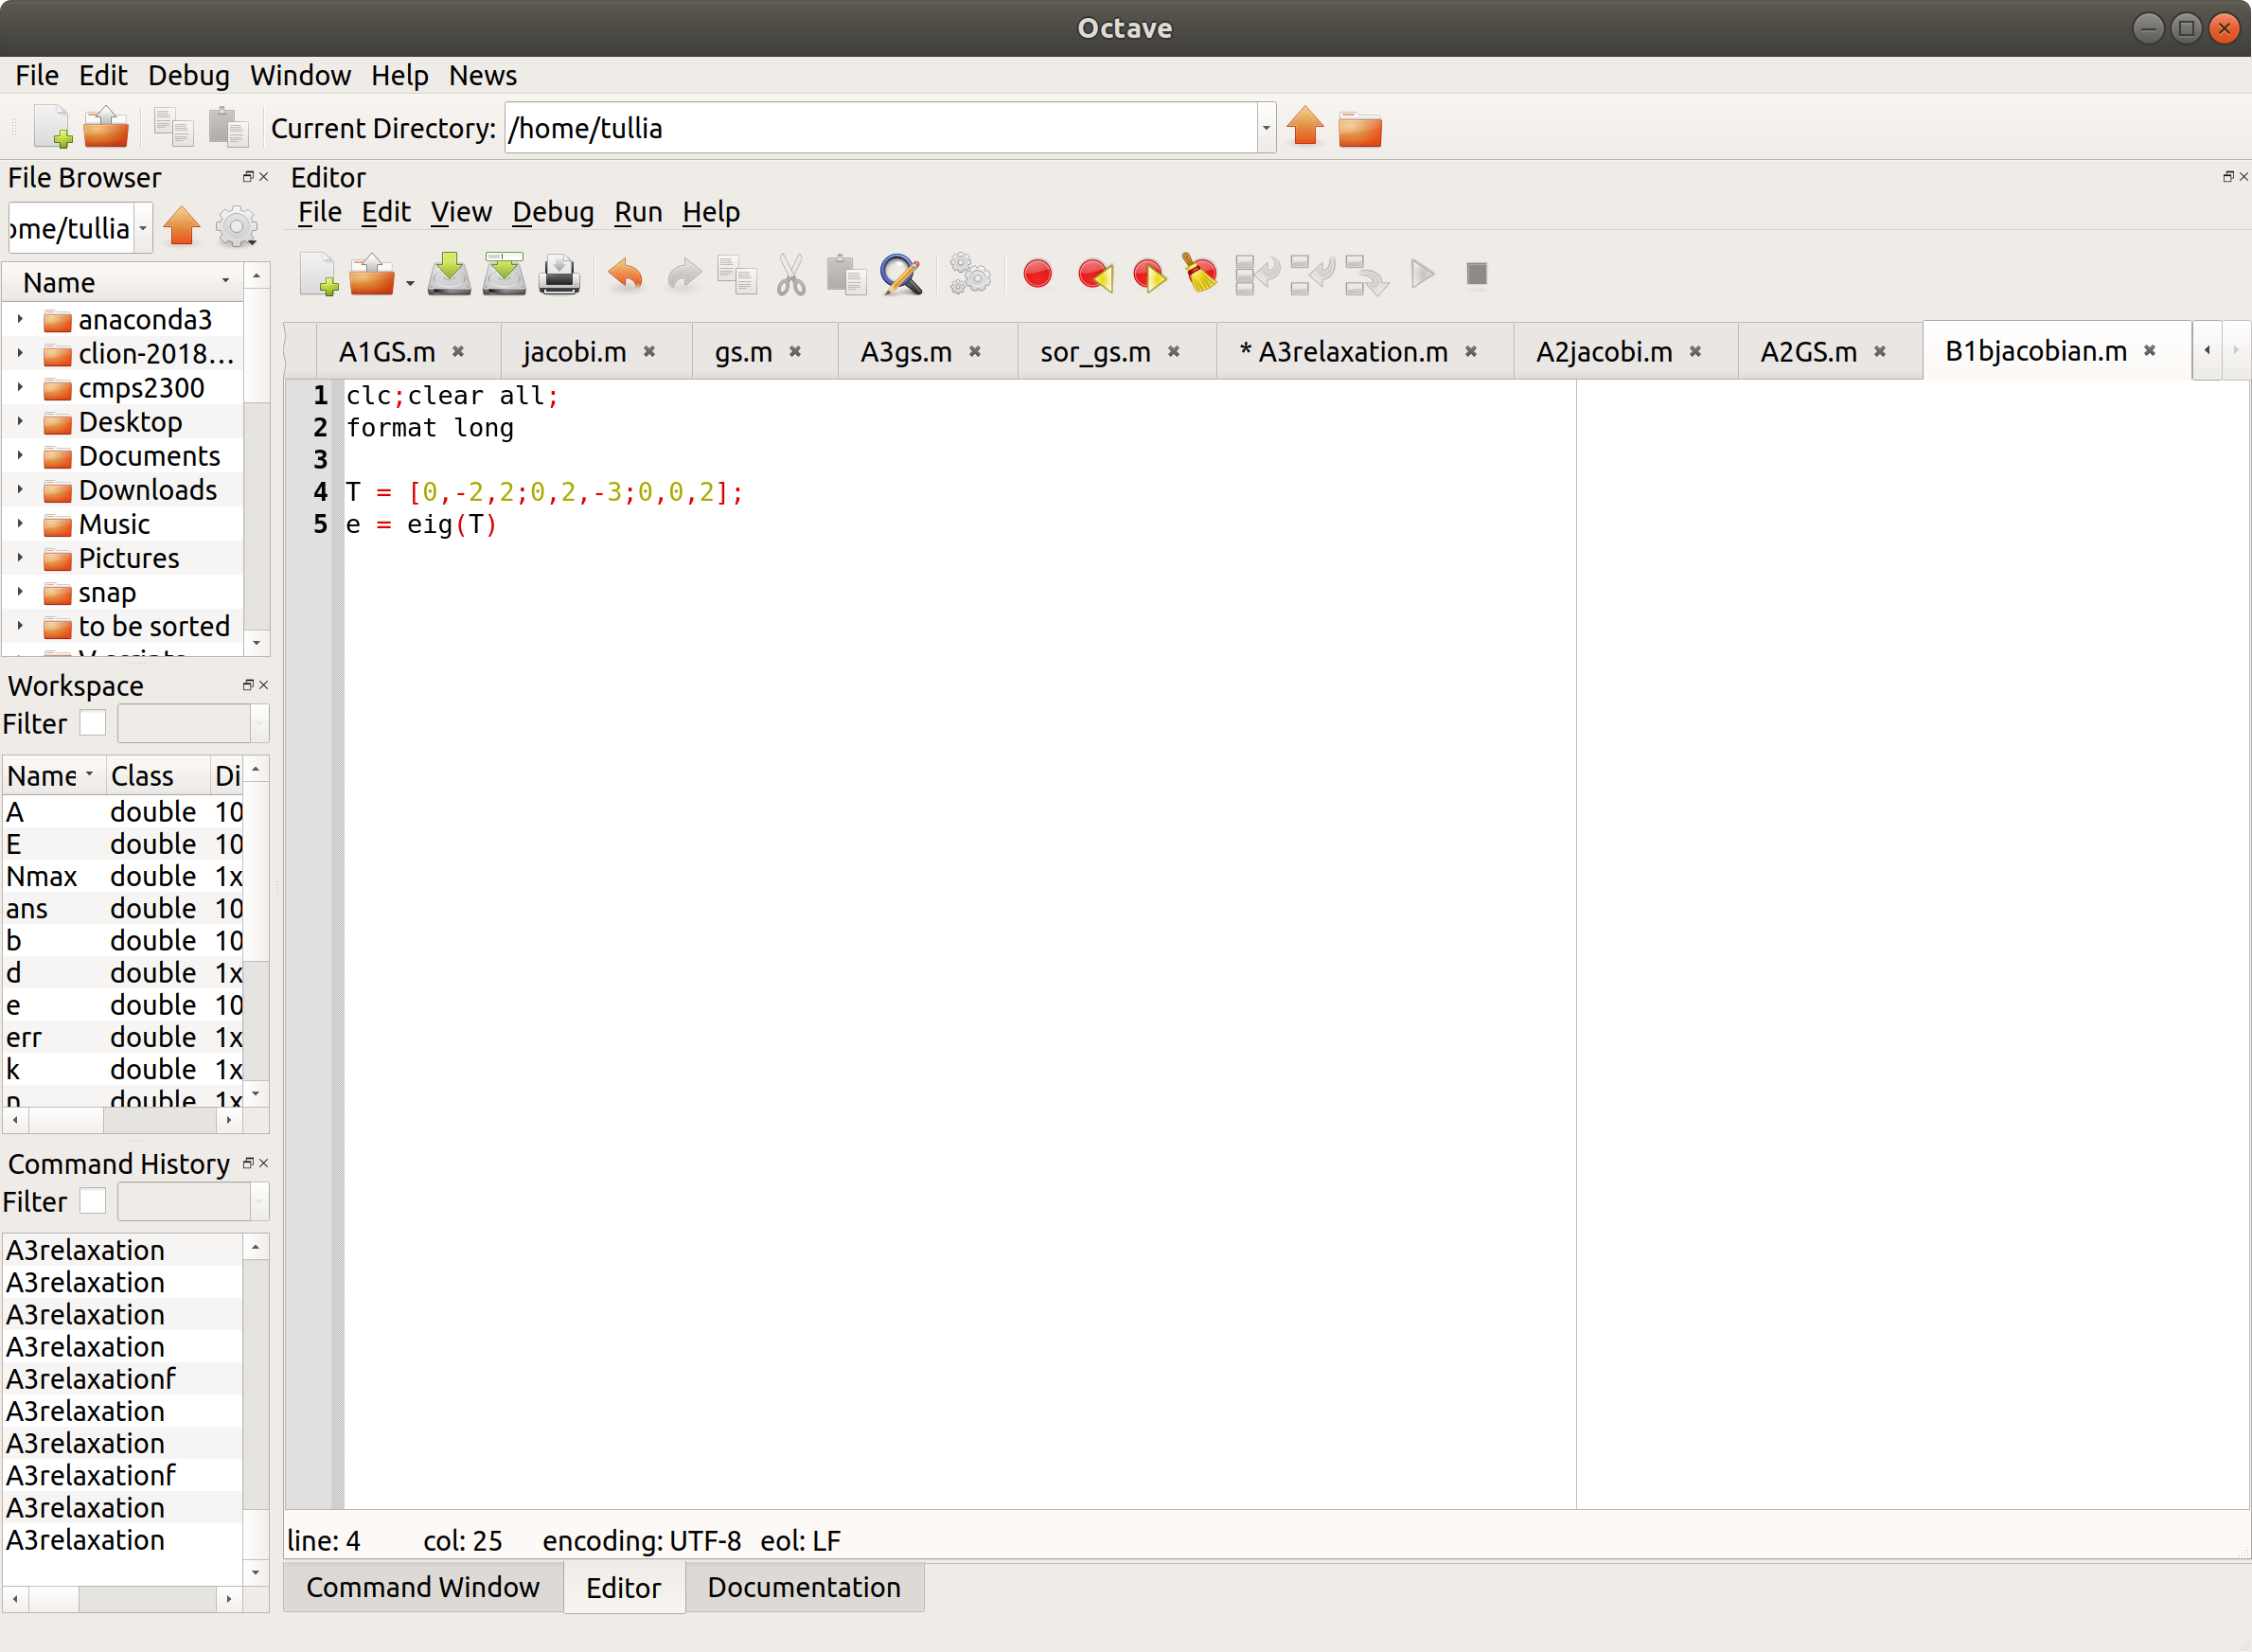 Octave
File Edit Debug Window Help News
Current Directory: /home/tullia
File Browser
ome/tullia
Name
anaconda3
clion-2018...
cmps2300
Desktop
Documents
Downloads
Music
Pictures
snap
to be sorted
Workspace
Filter
Name Class Di
A double 10
E double 10
Nmax double 1x
ans double 10
b double 10
d double 1x
e double 10
err double 1x
k double 1x
n double 1x
Command History
Filter
A3relaxation
A3relaxation
A3relaxation
A3relaxation
A3relaxationf
A3relaxation
A3relaxation
A3relaxationf
A3relaxation
A3relaxation
Editor
File Edit View Debug Run Help
A1GS.m jacobi.m gs.m A3gs.m sor_gs.m * A3relaxation.m A2jacobi.m A2GS.m B1bjacobian.m
1 clc;clear all;
2 format long
3
4 T = [0,-2,2;0,2,-3;0,0,2];
5 e = eig(T)
line: 4 col: 25 encoding: UTF-8 eol: LF
Command Window Editor Documentation